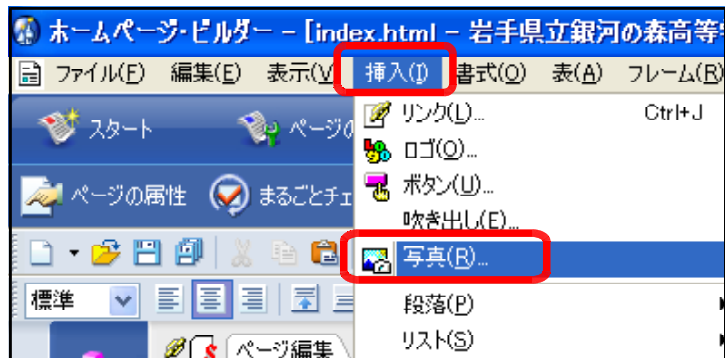 ホームページ・ビルダー - [index.html - 岩手県立銀河の森高等
ファイル(F) 編集(E) 表示(V) 挿入(I) 書式(O) 表(A) フレーム(R)
スタート ページの
ページの属性 まるごとチェ
標準
ページ編集
リンク(L)... Ctrl+J
ロゴ(O)...
ボタン(U)...
吹き出し(E)...
写真(R)...
段落(P)
リスト(S)